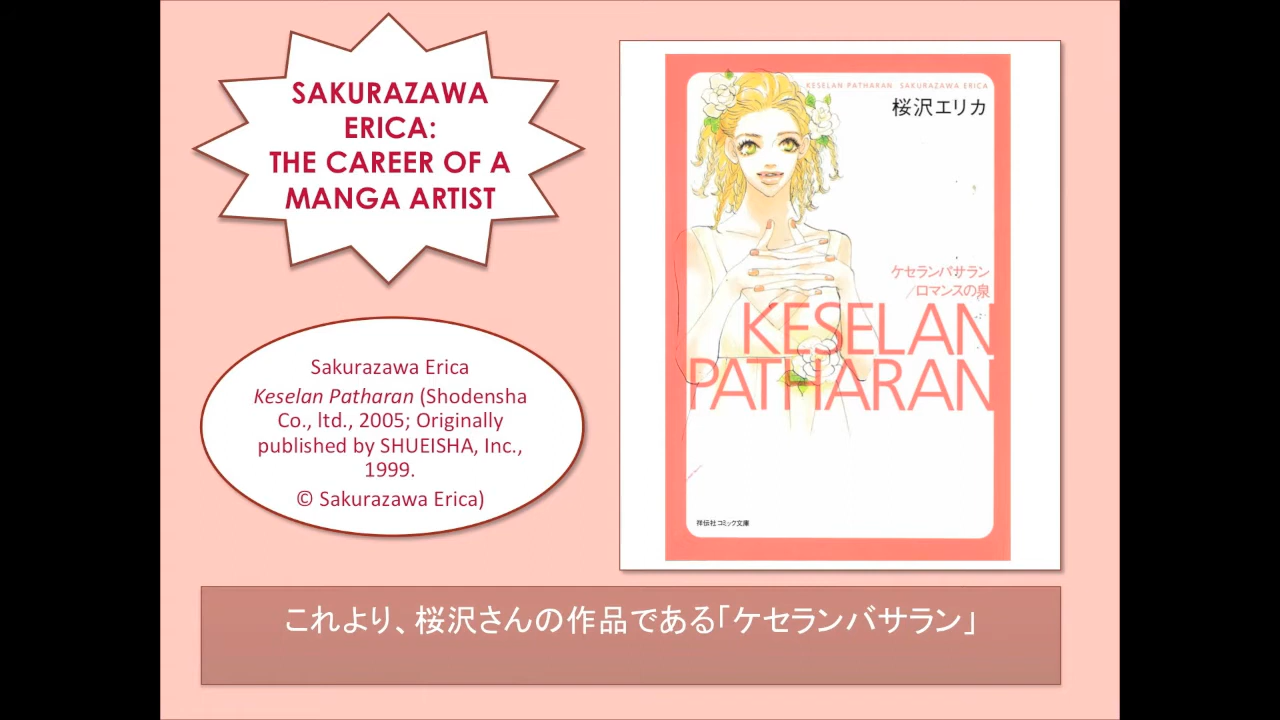 SAKURAZAWA
ERICA:
THE CAREER OF A
MANGA ARTIST
Sakurazawa Erica
Keselan Patharan (Shodensha
Co., ltd., 2005; Originally
published by SHUEISHA, Inc.,
1999.
© Sakurazawa Erica)
KESELAN PATHARAN SAKURAZAWA ERICA
桜沢エリカ
ケセランパサラン
/ロマンスの泉
KESELAN
PATHARAN
祥伝社コミック文庫
これより、桜沢さんの作品である「ケセランバサラン」